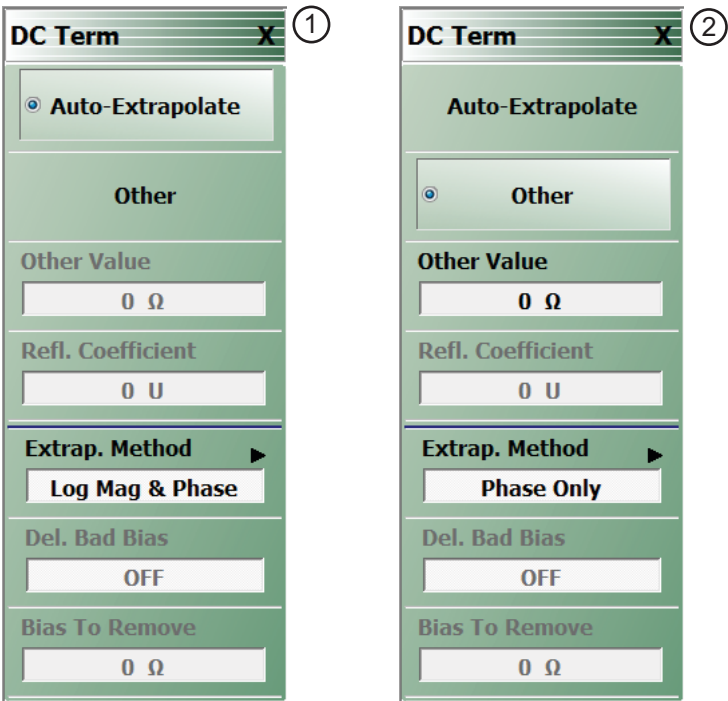 DC Term X
1
Auto-Extrapolate
Other
Other Value
0 Ω
Refl. Coefficient
0 U
Extrap. Method
Log Mag & Phase
Del. Bad Bias
OFF
Bias To Remove
0 Ω
DC Term X
2
Auto-Extrapolate
Other
Other Value
0 Ω
Refl. Coefficient
0 U
Extrap. Method
Phase Only
Del. Bad Bias
OFF
Bias To Remove
0 Ω